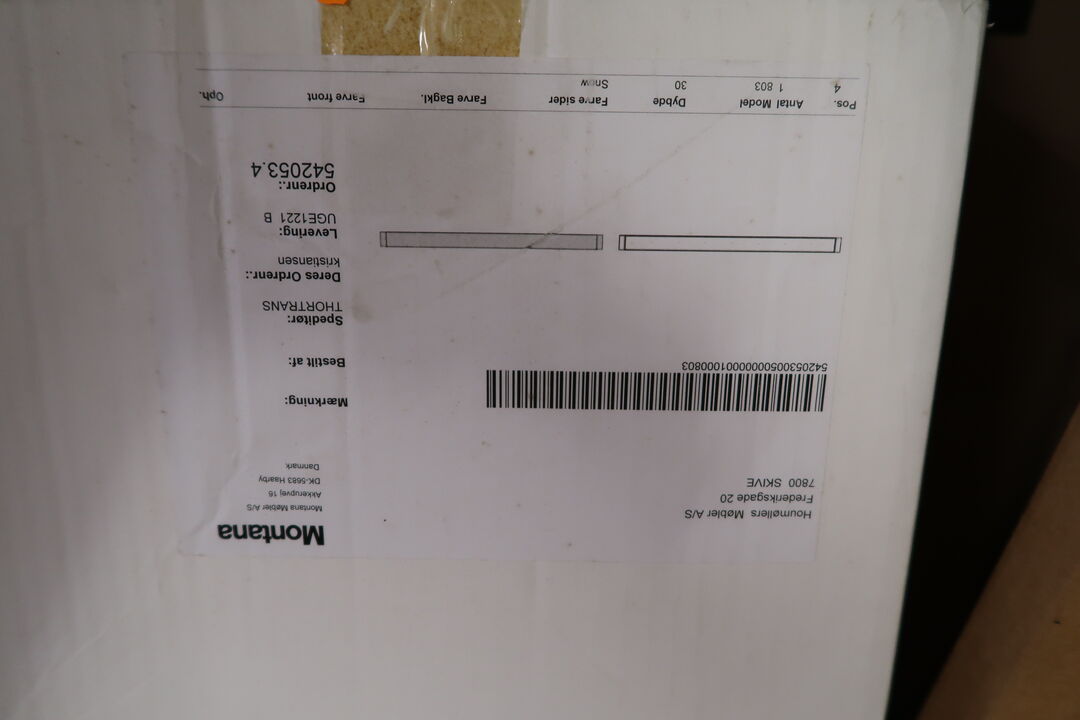 Houmøllers Møbler A/S
Frederiksgade 20
7800 SKIVE
Montana
Montana Møbler A/S
Akkerupvej 16
DK-5683 Haarby
Danmark
5420530050000000001000803
Mærkning:
Bestilt af:
Speditør:
THORTRANS
Deres Ordrenr.:
kristiansen
Levering:
UGE1221 B
Ordrenr.:
542053.4
Pos. Antal Model Dybde Farve sider Farve Bagkl. Farve front Oph.
4 1 803 30 Snow